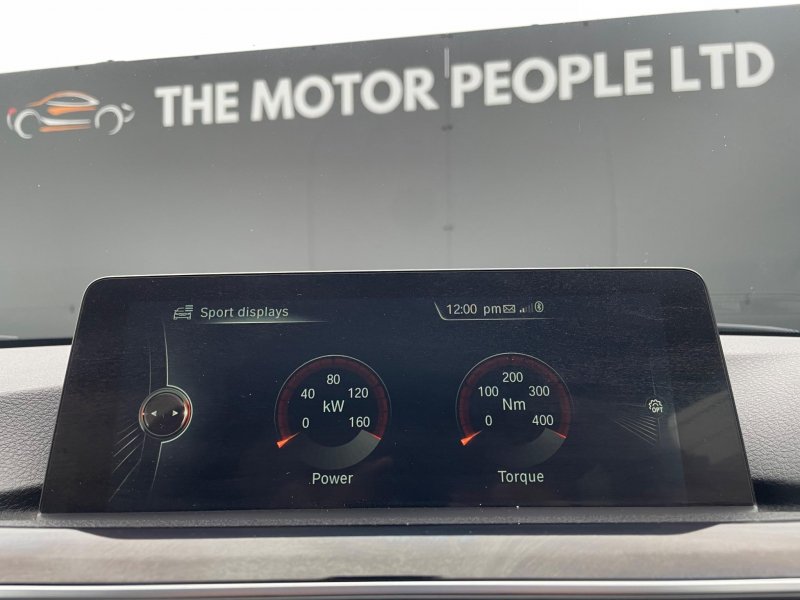 THE MOTOR PEOPLE LTD
Sport displays
12:00 pm
80
40 120
kW
0 160
Power
200
100 300
Nm
0 400
Torque
OPT